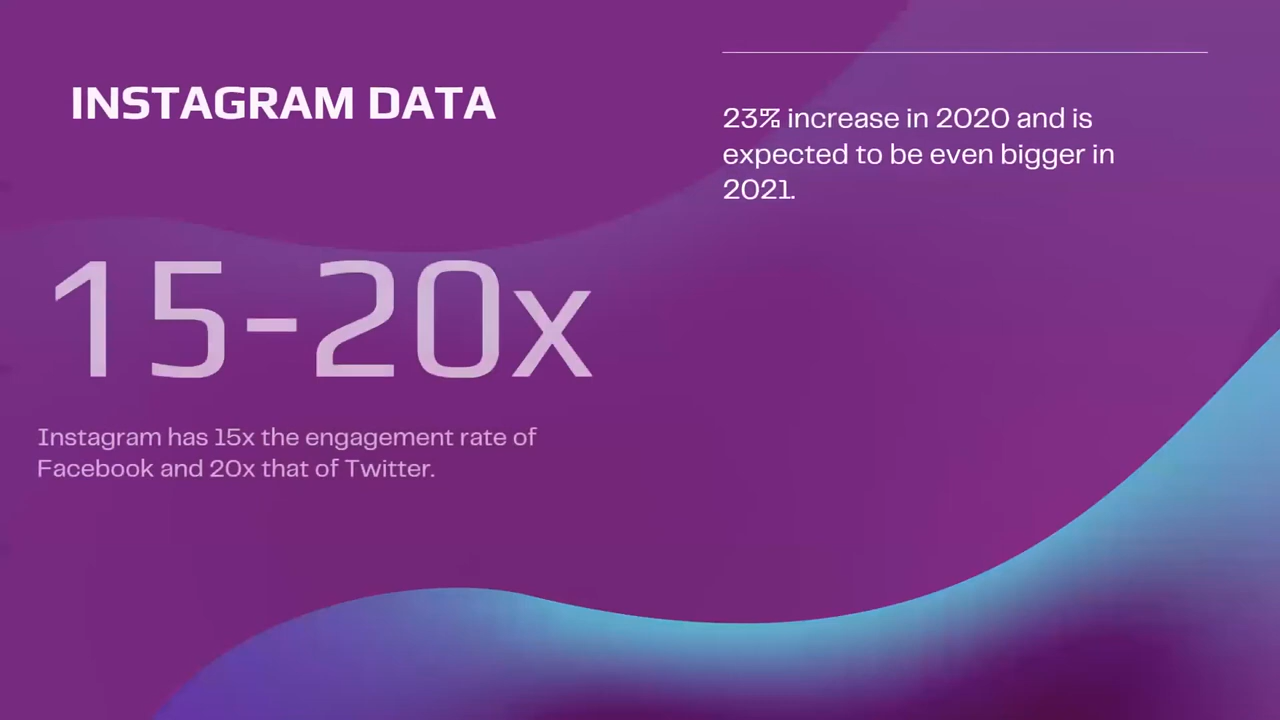 INSTAGRAM DATA
15-20x
Instagram has 15x the engagement rate of
Facebook and 20x that of Twitter.
23% increase in 2020 and is
expected to be even bigger in
2021.